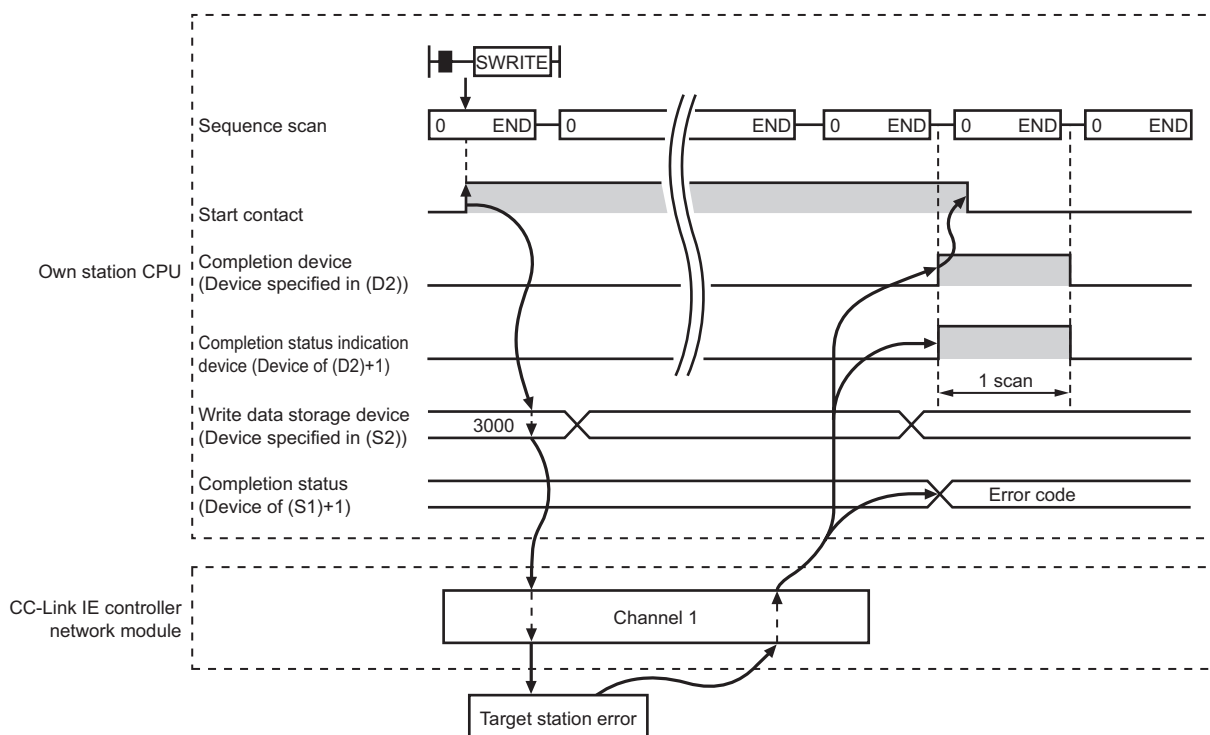 SWRITE
Sequence scan
0 END 0 END 0 END 0 END 0 END
Start contact
Own station CPU
Completion device
(Device specified in (D2))
Completion status indication
device (Device of (D2)+1)
1 scan
Write data storage device
(Device specified in (S2))
3000
Completion status
(Device of (S1)+1)
Error code
CC-Link IE controller
network module
Channel 1
Target station error